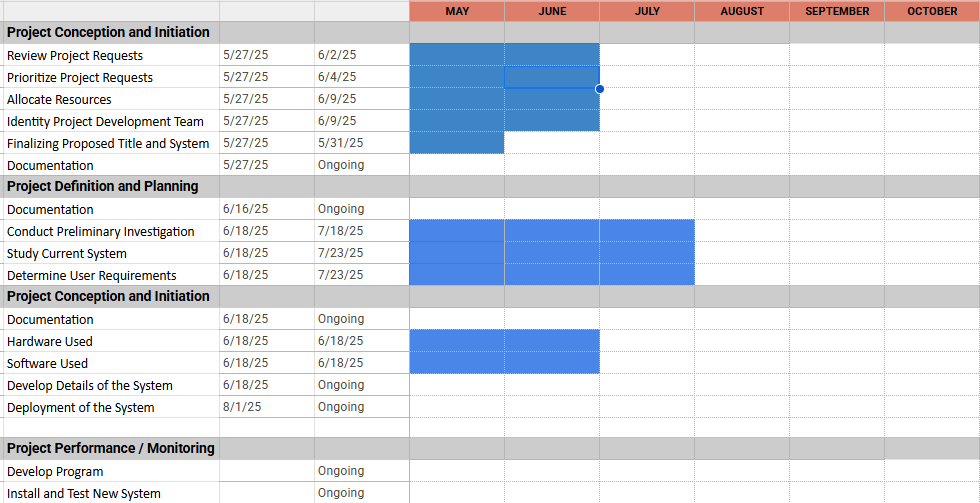 MAY JUNE JULY AUGUST SEPTEMBER OCTOBER
Project Conception and Initiation
Review Project Requests 5/27/25 6/2/25
Prioritize Project Requests 5/27/25 6/4/25
Allocate Resources 5/27/25 6/9/25
Identity Project Development Team 5/27/25 6/9/25
Finalizing Proposed Title and System 5/27/25 5/31/25
Documentation 5/27/25 Ongoing
Project Definition and Planning
Documentation 6/16/25 Ongoing
Conduct Preliminary Investigation 6/18/25 7/18/25
Study Current System 6/18/25 7/23/25
Determine User Requirements 6/18/25 7/23/25
Project Conception and Initiation
Documentation 6/18/25 Ongoing
Hardware Used 6/18/25 6/18/25
Software Used 6/18/25 6/18/25
Develop Details of the System 6/18/25 Ongoing
Deployment of the System 8/1/25 Ongoing
Project Performance / Monitoring
Develop Program Ongoing
Install and Test New System Ongoing